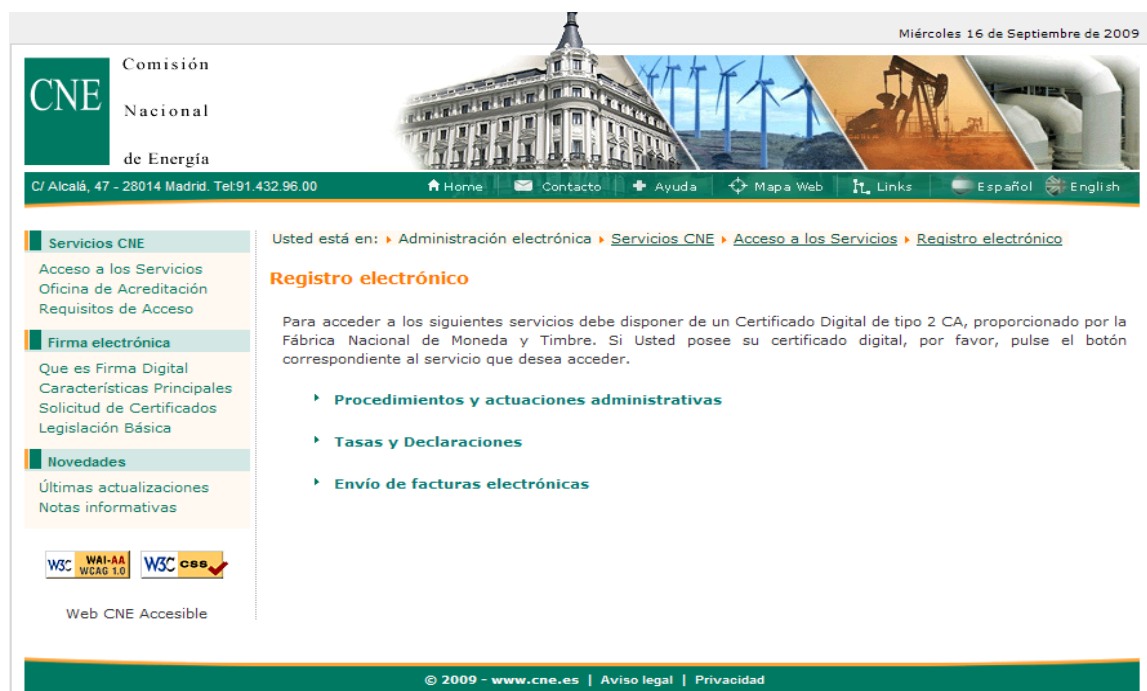 Miércoles 16 de Septiembre de 2009
CNE
Comisión
Nacional
de Energía
C/ Alcalá, 47 - 28014 Madrid. Tel:91.432.96.00
Home
Contacto
Ayuda
Mapa Web
Links
Español
English
Servicios CNE
Acceso a los Servicios
Oficina de Acreditación
Requisitos de Acceso
Firma electrónica
Que es Firma Digital
Características Principales
Solicitud de Certificados
Legislación Básica
Novedades
Últimas actualizaciones
Notas informativas
W3C WAI-AA WCAG 1.0
W3C css
Web CNE Accesible
Usted está en: Administración electrónica Servicios CNE Acceso a los Servicios Registro electrónico
Registro electrónico
Para acceder a los siguientes servicios debe disponer de un Certificado Digital de tipo 2 CA, proporcionado por la
Fábrica Nacional de Moneda y Timbre. Si Usted posee su certificado digital, por favor, pulse el botón
correspondiente al servicio que desea acceder.
Procedimientos y actuaciones administrativas
Tasas y Declaraciones
Envío de facturas electrónicas
© 2009 - www.cne.es | Aviso legal | Privacidad